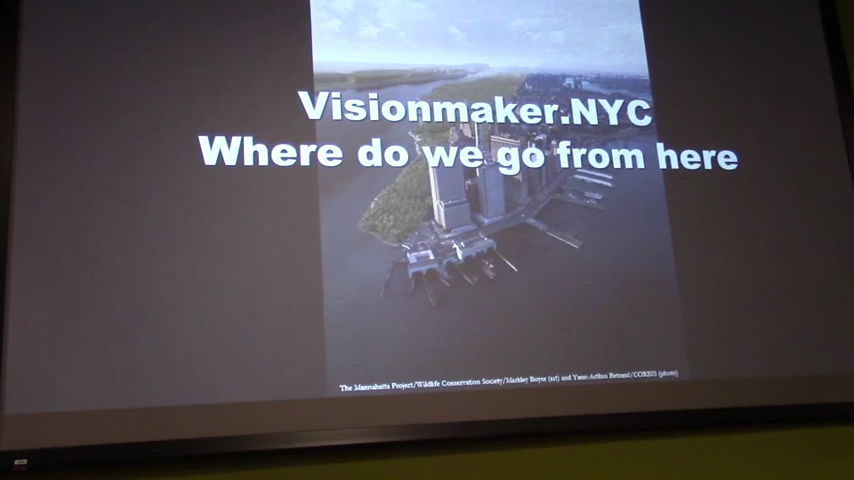 Visionmaker.NYC
Where do we go from here
The Mannahatta Project/Wildlife Conservation Society/Markley Boyer (art) and Yann-Arthus Betrand/CORBIS (photo)